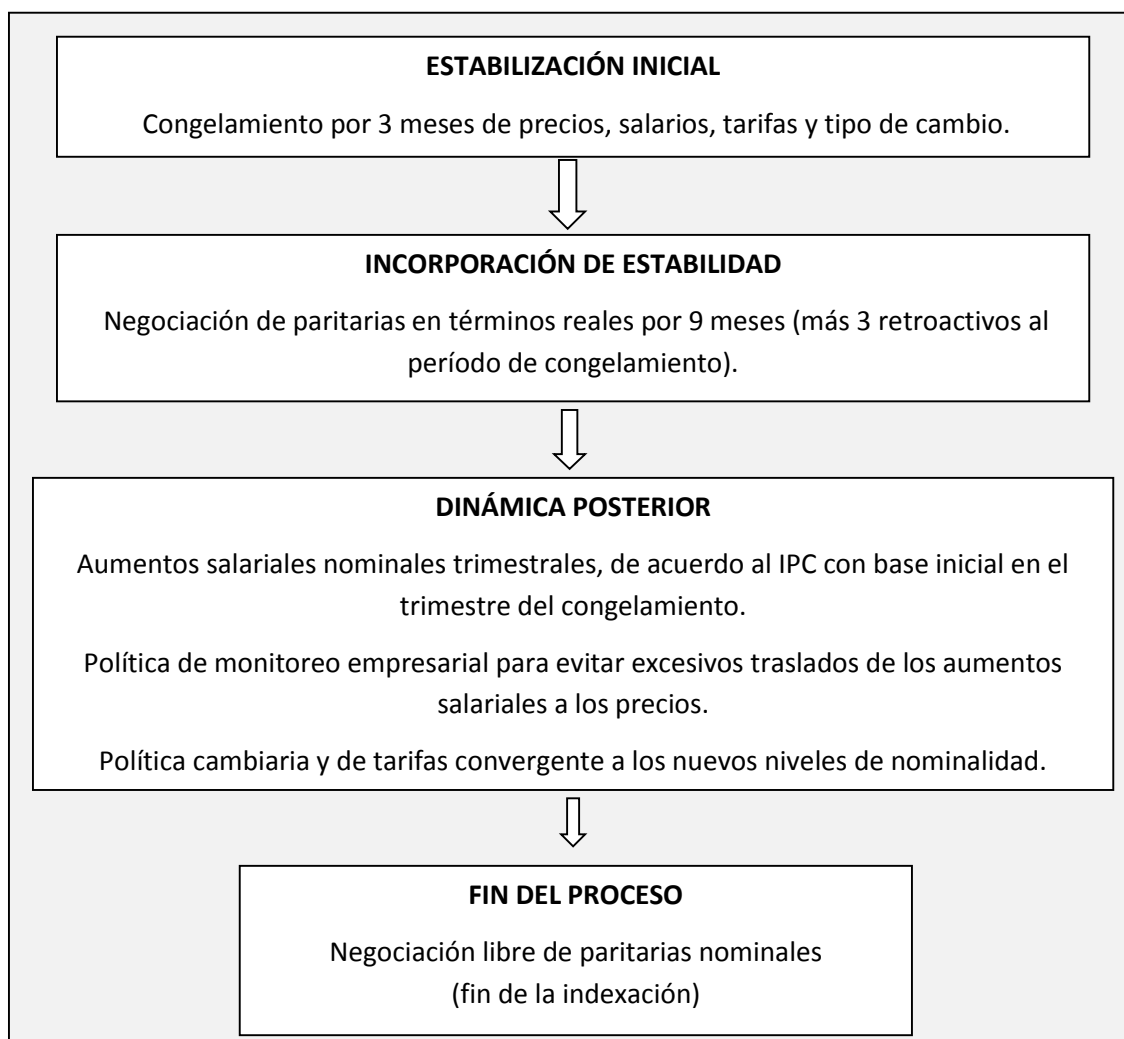 ESTABILIZACIÓN INICIAL
Congelamiento por 3 meses de precios, salarios, tarifas y tipo de cambio.
INCORPORACIÓN DE ESTABILIDAD
Negociación de paritarias en términos reales por 9 meses (más 3 retroactivos al
período de congelamiento).
DINÁMICA POSTERIOR
Aumentos salariales nominales trimestrales, de acuerdo al IPC con base inicial en el
trimestre del congelamiento.
Política de monitoreo empresarial para evitar excesivos traslados de los aumentos
salariales a los precios.
Política cambiaria y de tarifas convergente a los nuevos niveles de nominalidad.
FIN DEL PROCESO
Negociación libre de paritarias nominales
(fin de la indexación)